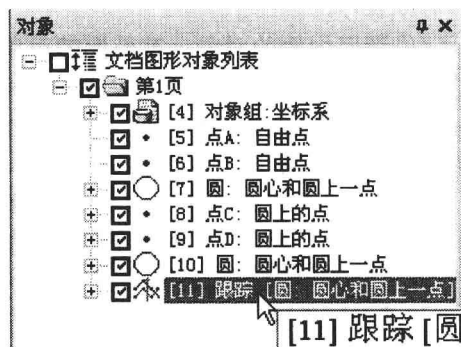 对象
文档图形对象列表
第1页
[4] 对象组:坐标系
[5] 点A: 自由点
[6] 点B: 自由点
[7] 圆: 圆心和圆上一点
[8] 点C: 圆上的点
[9] 点D: 圆上的点
[10] 圆: 圆心和圆上一点
[11] 跟踪 [圆: 圆心和圆上一点]
[11] 跟踪 [圆